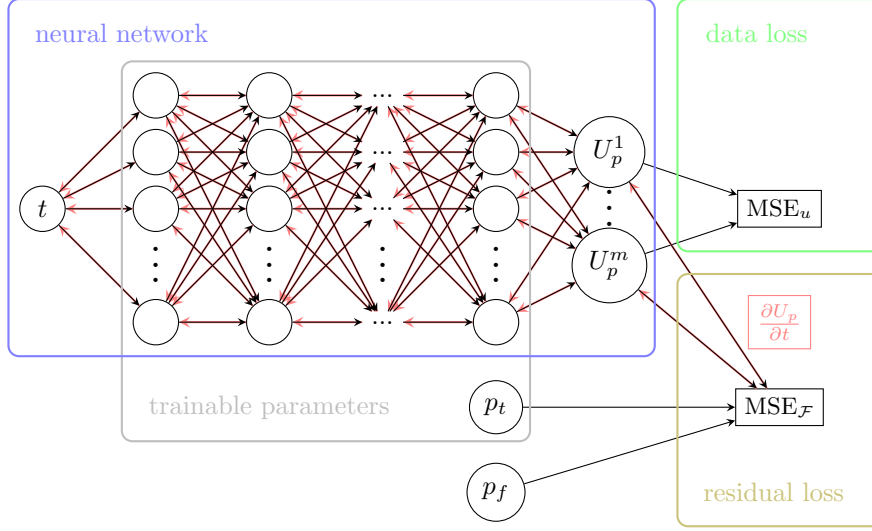 neural network
data loss
...
...
t
...
...
U_p^1
U_p^m
MSE_u
∂U_p
∂t
trainable parameters
p_t
MSE_ℱ
p_f
residual loss